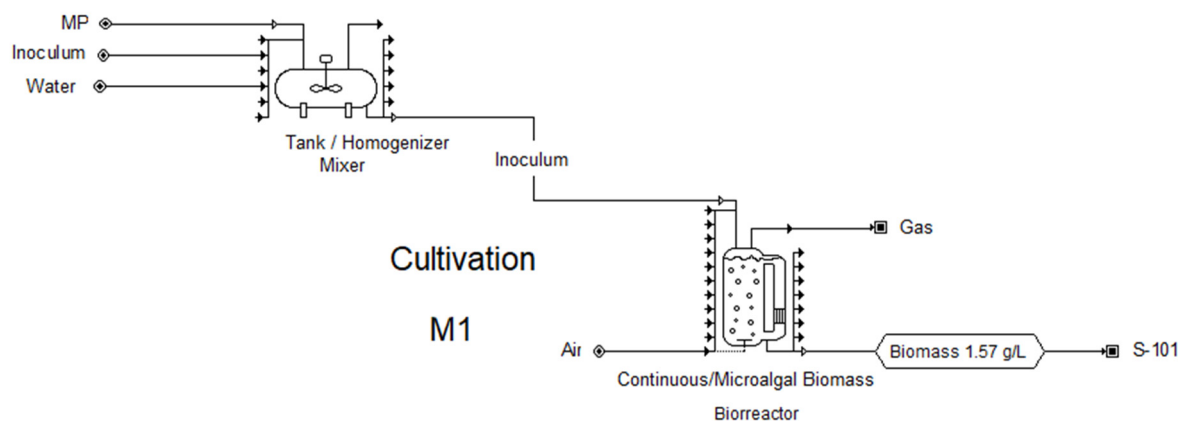 MP
Inoculum
Water
Tank / Homogenizer
Mixer
Inoculum
Cultivation
M1
Gas
Air
Biomass 1.57 g/L
S-101
Continuous/Microalgal Biomass
Biorreactor